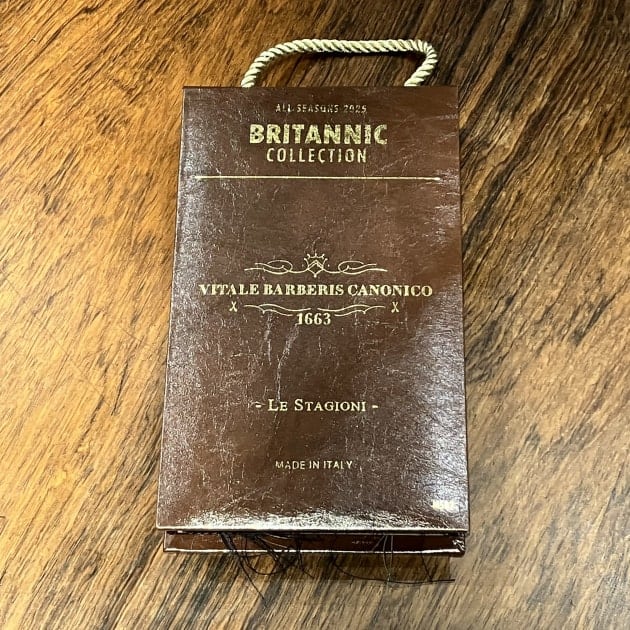 ALL SEASONS 2025
BRITANNIC
COLLECTION
VITALE BARBERIS CANONICO
1663
- LE STAGIONI -
MADE IN ITALY